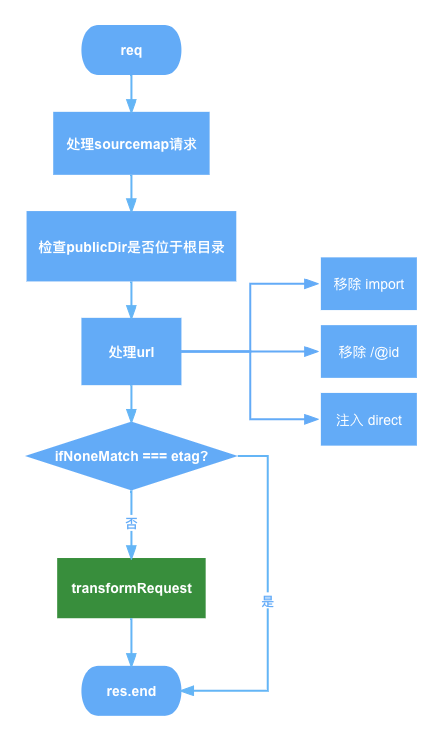 req
处理sourcemap请求
检查publicDir是否位于根目录
移除 import
处理url
移除 /@id
注入 direct
ifNoneMatch === etag?
否
transformRequest
是
res.end